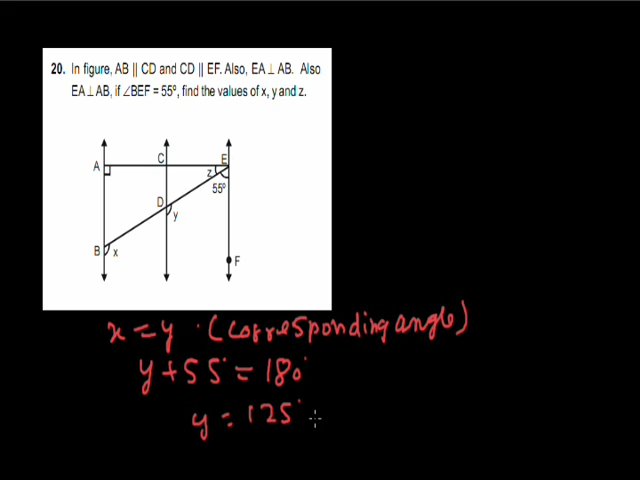 20. In figure, AB || CD and CD || EF. Also, EA ⊥ AB. Also
EA ⊥ AB, if ∠BEF = 55º, find the values of x, y and z.
A
C
E
z
55º
D
y
B
x
F
x = y . (corresponding angle)
y + 55° = 180°
y = 125°